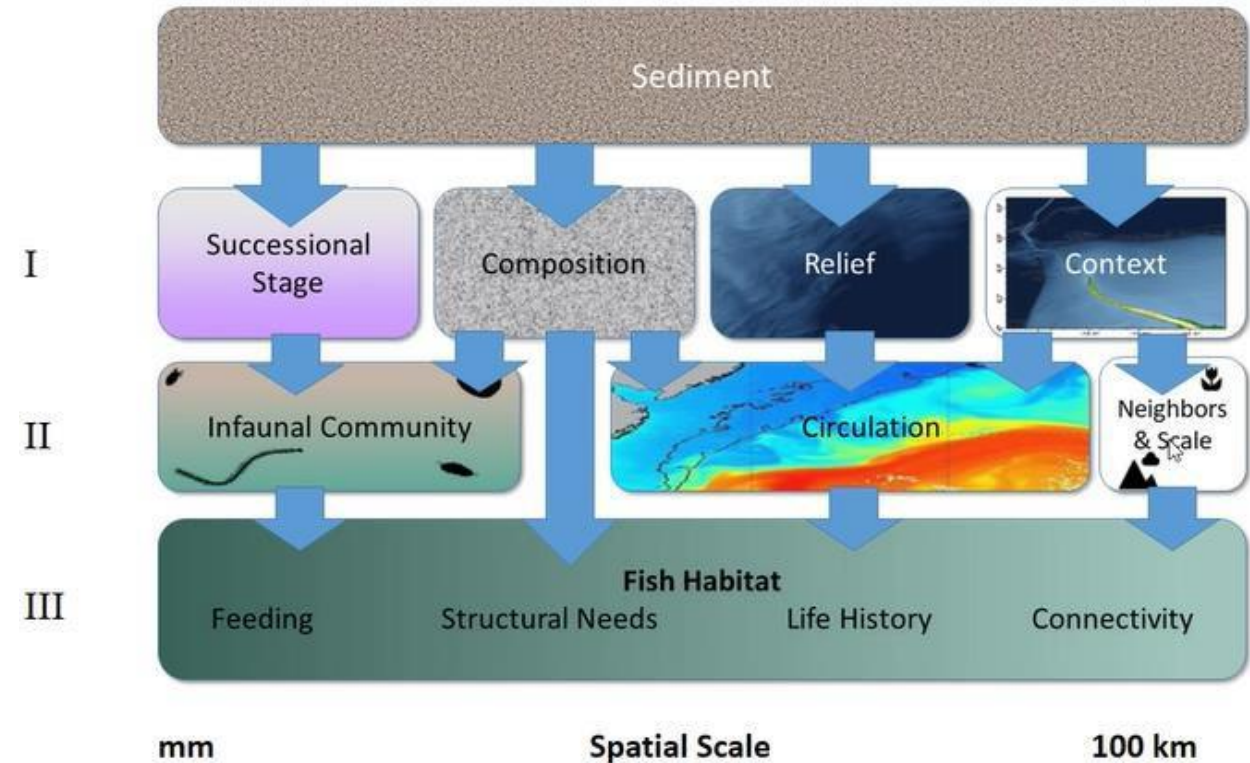 Sediment
I
Successional
Stage
Composition
Relief
Context
II
Infaunal Community
Circulation
Neighbors
& Scale
III
Fish Habitat
Feeding
Structural Needs
Life History
Connectivity
mm
Spatial Scale
100 km